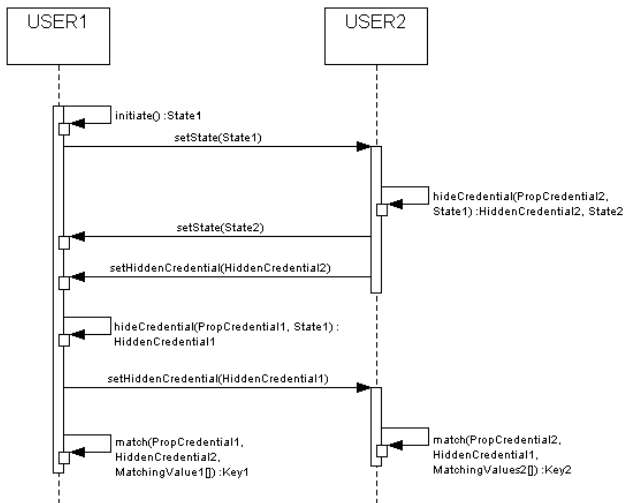 USER1
USER2
initiate() :State1
setState(State1)
hideCredential(PropCredential2,
State1) :HiddenCredential2, State2
setState(State2)
setHiddenCredential(HiddenCredential2)
hideCredential(PropCredential1, State1) :
HiddenCredential1
setHiddenCredential(HiddenCredential1)
match(PropCredential1,
HiddenCredential2,
MatchingValue1[]) :Key1
match(PropCredential2,
HiddenCredential1,
MatchingValues2[]) :Key2